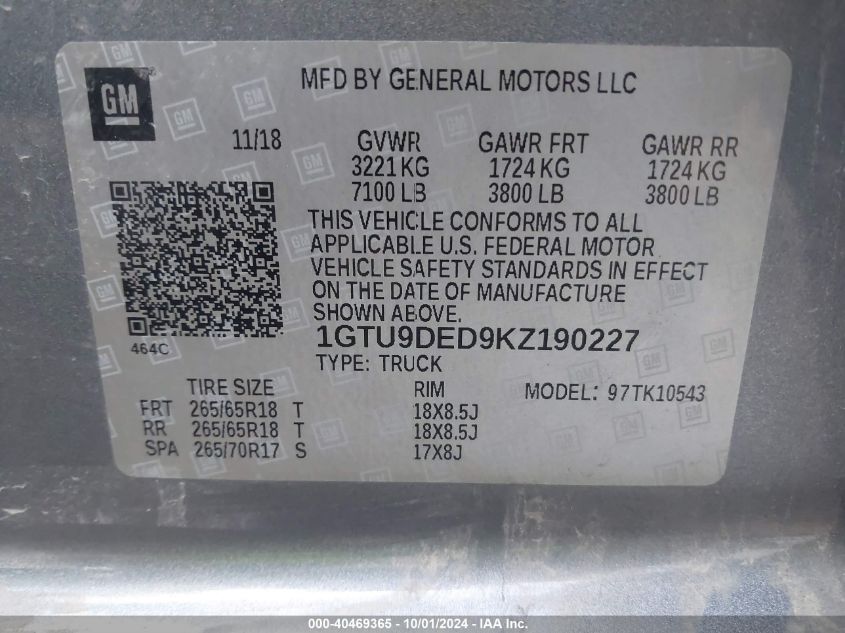 GM
MFD BY GENERAL MOTORS LLC
11/18 GVWR GAWR FRT GAWR RR
3221 KG 1724 KG 1724 KG
7100 LB 3800 LB 3800 LB
THIS VEHICLE CONFORMS TO ALL
APPLICABLE U.S. FEDERAL MOTOR
VEHICLE SAFETY STANDARDS IN EFFECT
ON THE DATE OF MANUFACTURE
SHOWN ABOVE.
464C
1GTU9DED9KZ190227
TYPE: TRUCK
TIRE SIZE RIM MODEL: 97TK10543
FRT 265/65R18 T 18X8.5J
RR 265/65R18 T 18X8.5J
SPA 265/70R17 S 17X8J
000-40469365 - 10/01/2024 - IAAI Inc.